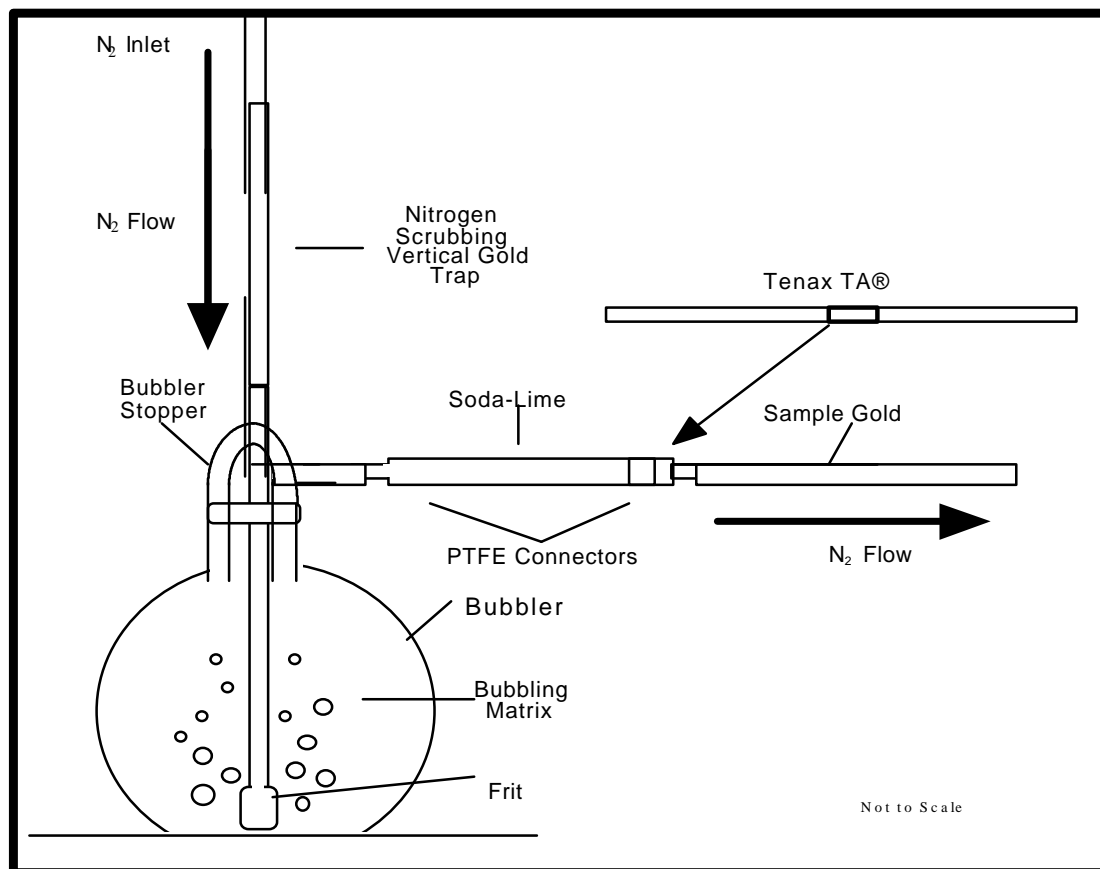 N₂ Inlet
N₂ Flow
Nitrogen
Scrubbing
Vertical Gold
Trap
Tenax TA®
Bubbler
Stopper
Soda-Lime
Sample Gold
PTFE Connectors
N₂ Flow
Bubbler
Bubbling
Matrix
Frit
Not to Scale